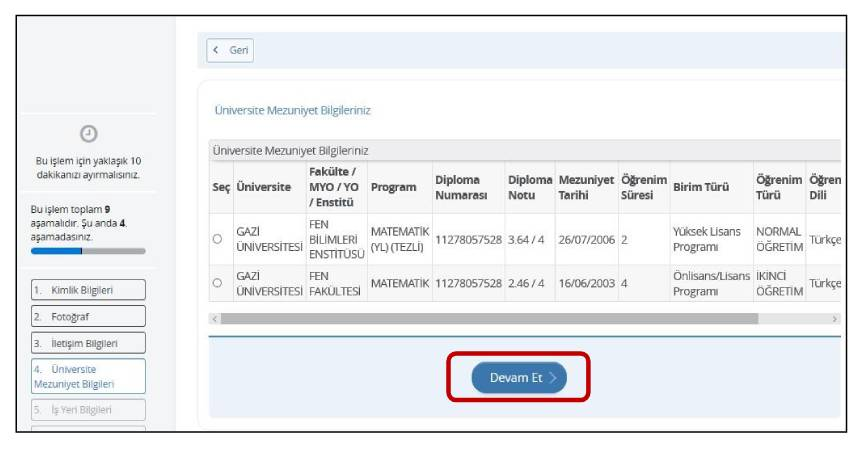 Geri
Üniversite Mezuniyet Bilgileriniz
Bu işlem için yaklaşık 10
dakikanızı ayırmalısınız.
Bu işlem toplam 9
aşamalıdır. Şu anda 4.
aşamadasınız.
1. Kimlik Bilgileri
2. Fotoğraf
3. İletişim Bilgileri
4. Üniversite
Mezuniyet Bilgileri
5. İş Yeri Bilgileri
Üniversite Mezuniyet Bilgileriniz
Seç Üniversite Fakülte / MYO / YO / Enstitü Program Diploma Numarası Diploma Notu Mezuniyet Tarihi Öğrenim Süresi Birim Türü Öğrenim Türü Öğren Dili
GAZİ ÜNİVERSİTESİ FEN BİLİMLERİ ENSTİTÜSÜ MATEMATİK (YL) (TEZLİ) 11278057528 3.64 / 4 26/07/2006 2 Yüksek Lisans Programı NORMAL ÖĞRETİM Türkçe
GAZİ ÜNİVERSİTESİ FEN FAKÜLTESİ MATEMATİK 11278057528 2.46 / 4 16/06/2003 4 Önlisans/Lisans Programı İKİNCİ ÖĞRETİM Türkçe
Devam Et